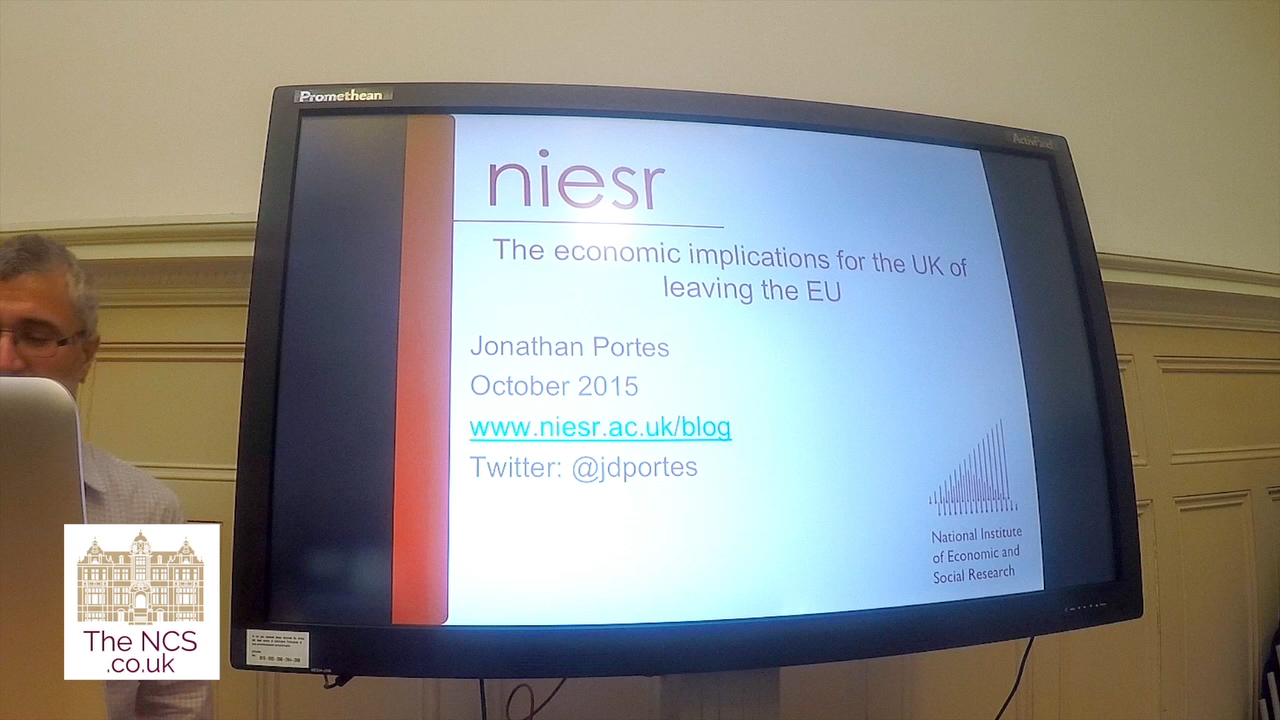 Promethean
ActivPanel
niesr
The economic implications for the UK of
leaving the EU
Jonathan Portes
October 2015
www.niesr.ac.uk/blog
Twitter: @jdportes
National Institute
of Economic and
Social Research
The NCS
.co.uk